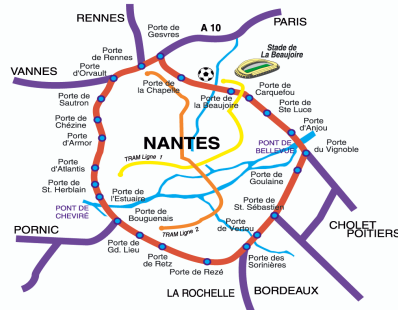 RENNES
Porte de
Gesvres
A 10
PARIS
Porte
de Rennes
Stade de
La Beaujoire
VANNES
Porte
d'Orvault
Porte de
la Chapelle
Porte de
la Beaujoire
Porte de
Carquefou
Porte de
Sautron
Porte de
Ste Luce
Porte de
Chézine
Porte
d'Anjou
Porte
d'Armor
NANTES
PONT DE
BELLEVUE
Porte
du Vignoble
TRAM Ligne 1
Porte
d'Atlantis
Porte de
Goulaine
Porte de
St. Herblain
Porte de
l'Estuaire
Porte de
St. Sébastien
PONT DE
CHEVIRÉ
Porte de
Bouguenais
CHOLET
POITIERS
PORNIC
TRAM Ligne 2
Porte
de Vertou
Porte de
Gd. Lieu
Porte
de Retz
Porte de Rezé
Porte des
Sorinières
LA ROCHELLE
BORDEAUX